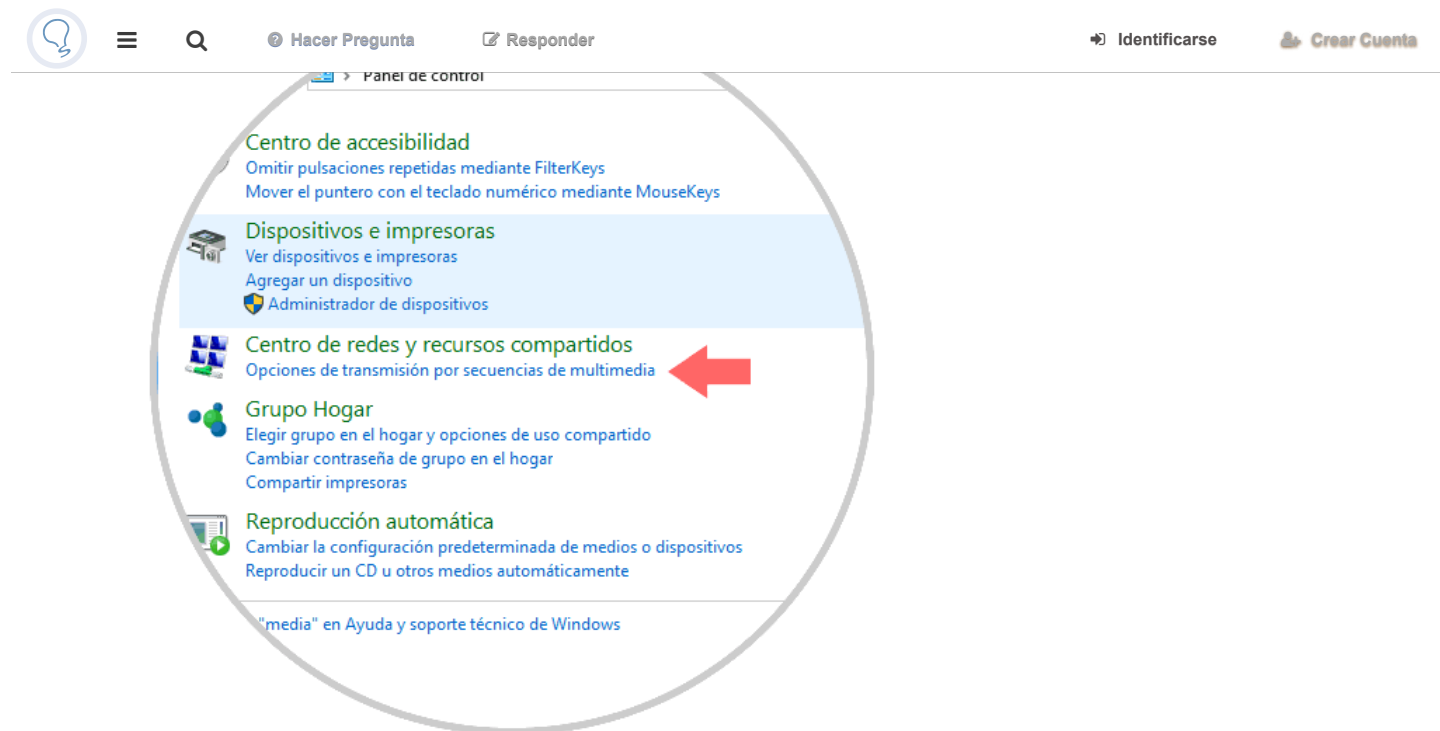 Hacer Pregunta
Responder
Identificarse
Crear Cuenta
Panel de control
Centro de accesibilidad
Omitir pulsaciones repetidas mediante FilterKeys
Mover el puntero con el teclado numérico mediante MouseKeys
Dispositivos e impresoras
Ver dispositivos e impresoras
Agregar un dispositivo
Administrador de dispositivos
Centro de redes y recursos compartidos
Opciones de transmisión por secuencias de multimedia
Grupo Hogar
Elegir grupo en el hogar y opciones de uso compartido
Cambiar contraseña de grupo en el hogar
Compartir impresoras
Reproducción automática
Cambiar la configuración predeterminada de medios o dispositivos
Reproducir un CD u otros medios automáticamente
"media" en Ayuda y soporte técnico de Windows